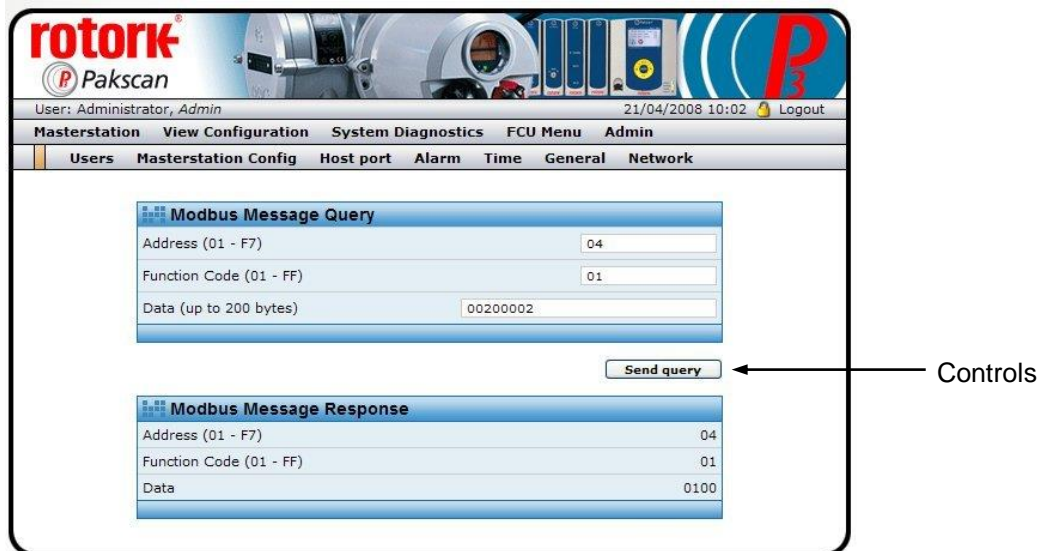 rotork
Pakscan
P3
User: Administrator, Admin 21/04/2008 10:02 Logout
Masterstation View Configuration System Diagnostics FCU Menu Admin
Users Masterstation Config Host port Alarm Time General Network
Modbus Message Query
Address (01 - F7) 04
Function Code (01 - FF) 01
Data (up to 200 bytes) 00200002
Send query
Controls
Modbus Message Response
Address (01 - F7) 04
Function Code (01 - FF) 01
Data 0100